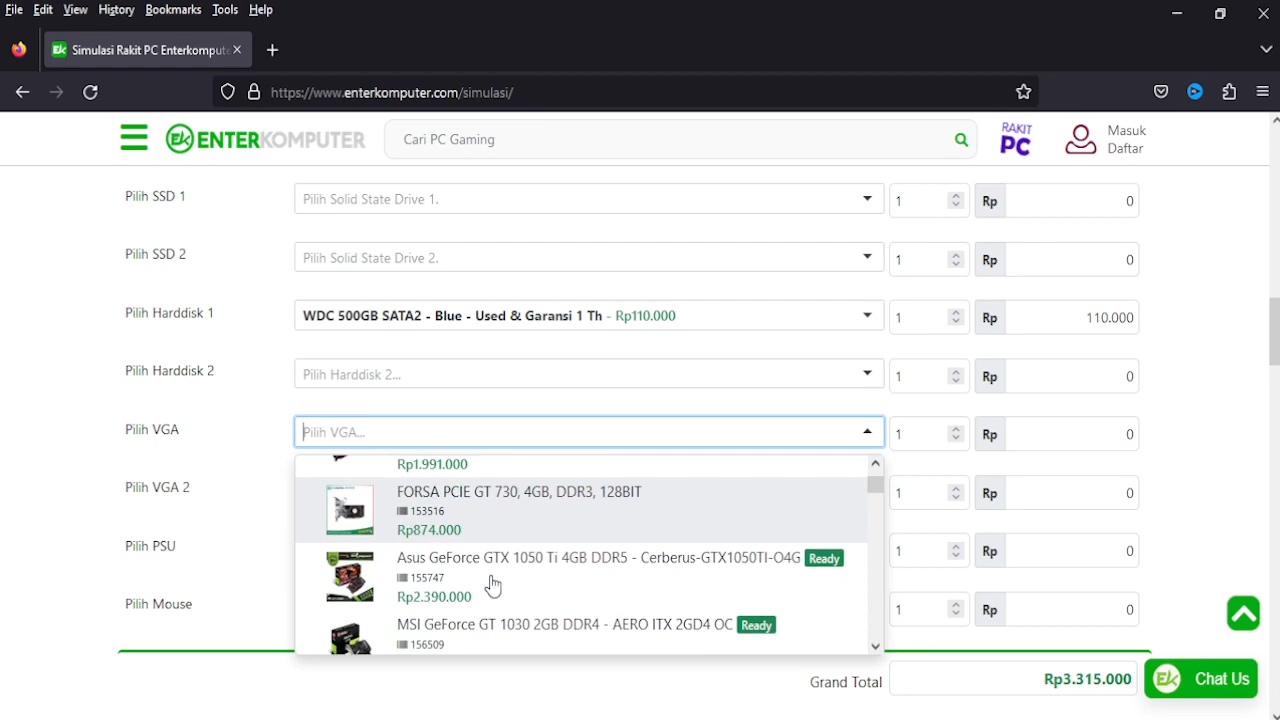 File Edit View History Bookmarks Tools Help
Simulasi Rakit PC Enterkompute
https://www.enterkomputer.com/simulasi/
Ek ENTERKOMPUTER
Cari PC Gaming
RAKIT PC
Masuk
Daftar
Pilih SSD 1
Pilih Solid State Drive 1.
1
Rp
0
Pilih SSD 2
Pilih Solid State Drive 2.
1
Rp
0
Pilih Harddisk 1
WDC 500GB SATA2 - Blue - Used & Garansi 1 Th - Rp110.000
1
Rp
110.000
Pilih Harddisk 2
Pilih Harddisk 2...
1
Rp
0
Pilih VGA
Pilih VGA...
1
Rp
0
Rp1.991.000
FORSA PCIE GT 730, 4GB, DDR3, 128BIT
153516
Rp874.000
Asus GeForce GTX 1050 Ti 4GB DDR5 - Cerberus-GTX1050TI-O4G Ready
155747
Rp2.390.000
MSI GeForce GT 1030 2GB DDR4 - AERO ITX 2GD4 OC Ready
156509
Pilih VGA 2
1
Rp
0
Pilih PSU
1
Rp
0
Pilih Mouse
1
Rp
0
Grand Total
Rp3.315.000
Ek Chat Us